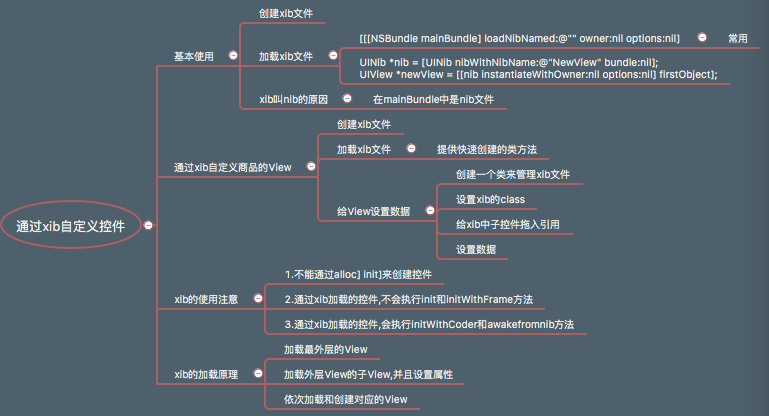 通过xib自定义控件
基本使用
创建xib文件
加载xib文件
[[[NSBundle mainBundle] loadNibNamed:@"" owner:nil options:nil]
常用
UINib *nib = [UINib nibWithNibName:@"NewView" bundle:nil];
UIView *newView = [[nib instantiateWithOwner:nil options:nil] firstObject];
xib叫nib的原因
在mainBundle中是nib文件
通过xib自定义商品的View
创建xib文件
加载xib文件
提供快速创建的类方法
给View设置数据
创建一个类来管理xib文件
设置xib的class
给xib中子控件拖入引用
设置数据
xib的使用注意
1.不能通过alloc] init]来创建控件
2.通过xib加载的控件,不会执行init和initWithFrame方法
3.通过xib加载的控件,会执行initWithCoder和awakefromnib方法
xib的加载原理
加载最外层的View
加载外层View的子View,并且设置属性
依次加载和创建对应的View